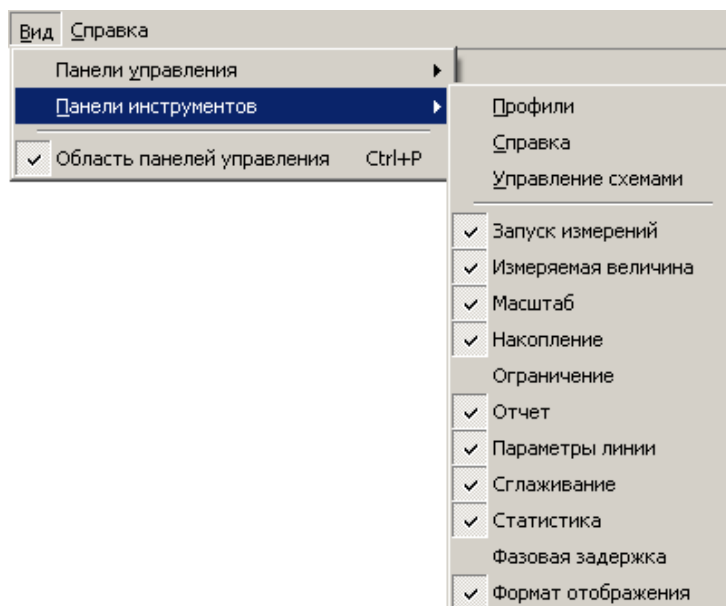 Вид Справка
Панели управления
Панели инструментов
Область панелей управления Ctrl+P
Профили
Справка
Управление схемами
Запуск измерений
Измеряемая величина
Масштаб
Накопление
Ограничение
Отчет
Параметры линии
Сглаживание
Статистика
Фазовая задержка
Формат отображения